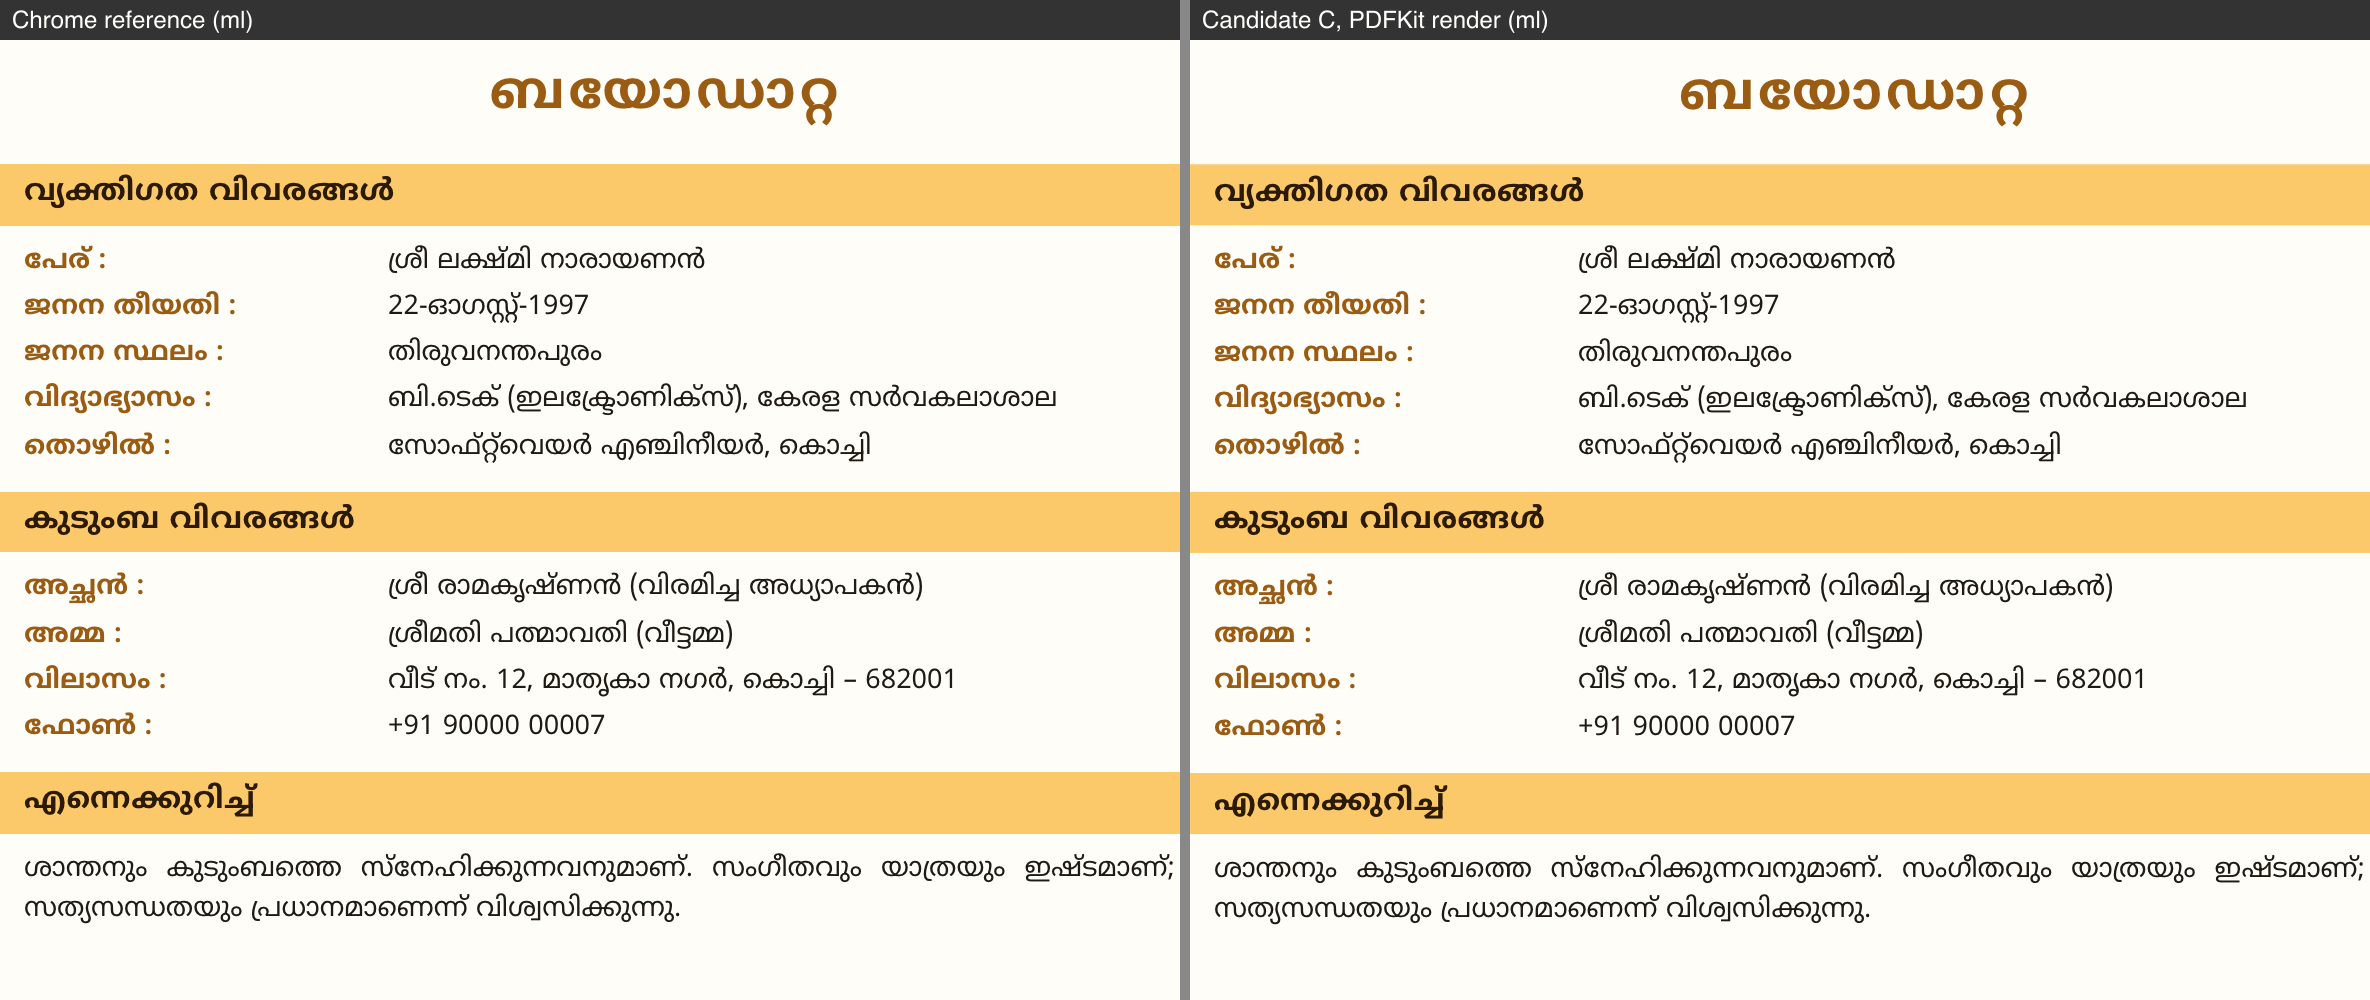 Chrome reference (ml)
ബയോഡാറ്റ
വ്യക്തിഗത വിവരങ്ങൾ
പേര് : ശ്രീ ലക്ഷ്മി നാരായണൻ
ജനന തീയതി : 22-ഓഗസ്റ്റ്-1997
ജനന സ്ഥലം : തിരുവനന്തപുരം
വിദ്യാഭ്യാസം : ബി.ടെക് (ഇലക്ട്രോണിക്സ്), കേരള സർവകലാശാല
തൊഴിൽ : സോഫ്റ്റ്‌വെയർ എഞ്ചിനീയർ, കൊച്ചി
കുടുംബ വിവരങ്ങൾ
അച്ഛൻ : ശ്രീ രാമകൃഷ്ണൻ (വിരമിച്ച അധ്യാപകൻ)
അമ്മ : ശ്രീമതി പത്മാവതി (വീട്ടമ്മ)
വിലാസം : വീട് നം. 12, മാതൃകാ നഗർ, കൊച്ചി – 682001
ഫോൺ : +91 90000 00007
എന്നെക്കുറിച്ച്
ശാന്തനും കുടുംബത്തെ സ്നേഹിക്കുന്നവനുമാണ്. സംഗീതവും യാത്രയും ഇഷ്ടമാണ്;
സത്യസന്ധതയും പ്രധാനമാണെന്ന് വിശ്വസിക്കുന്നു.
Candidate C, PDFKit render (ml)
ബയോഡാറ്റ
വ്യക്തിഗത വിവരങ്ങൾ
പേര് : ശ്രീ ലക്ഷ്മി നാരായണൻ
ജനന തീയതി : 22-ഓഗസ്റ്റ്-1997
ജനന സ്ഥലം : തിരുവനന്തപുരം
വിദ്യാഭ്യാസം : ബി.ടെക് (ഇലക്ട്രോണിക്സ്), കേരള സർവകലാശാല
തൊഴിൽ : സോഫ്റ്റ്‌വെയർ എഞ്ചിനീയർ, കൊച്ചി
കുടുംബ വിവരങ്ങൾ
അച്ഛൻ : ശ്രീ രാമകൃഷ്ണൻ (വിരമിച്ച അധ്യാപകൻ)
അമ്മ : ശ്രീമതി പത്മാവതി (വീട്ടമ്മ)
വിലാസം : വീട് നം. 12, മാതൃകാ നഗർ, കൊച്ചി – 682001
ഫോൺ : +91 90000 00007
എന്നെക്കുറിച്ച്
ശാന്തനും കുടുംബത്തെ സ്നേഹിക്കുന്നവനുമാണ്. സംഗീതവും യാത്രയും ഇഷ്ടമാണ്;
സത്യസന്ധതയും പ്രധാനമാണെന്ന് വിശ്വസിക്കുന്നു.